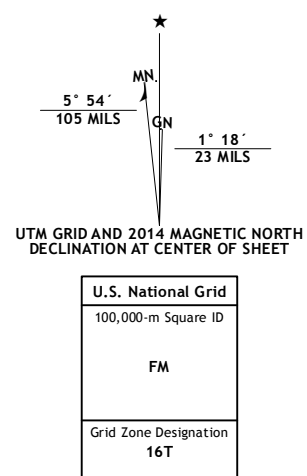 MN.
5° 54´
105 MILS
GN
1° 18´
23 MILS
UTM GRID AND 2014 MAGNETIC NORTH
DECLINATION AT CENTER OF SHEET
U.S. National Grid
100,000-m Square ID
FM
Grid Zone Designation
16T